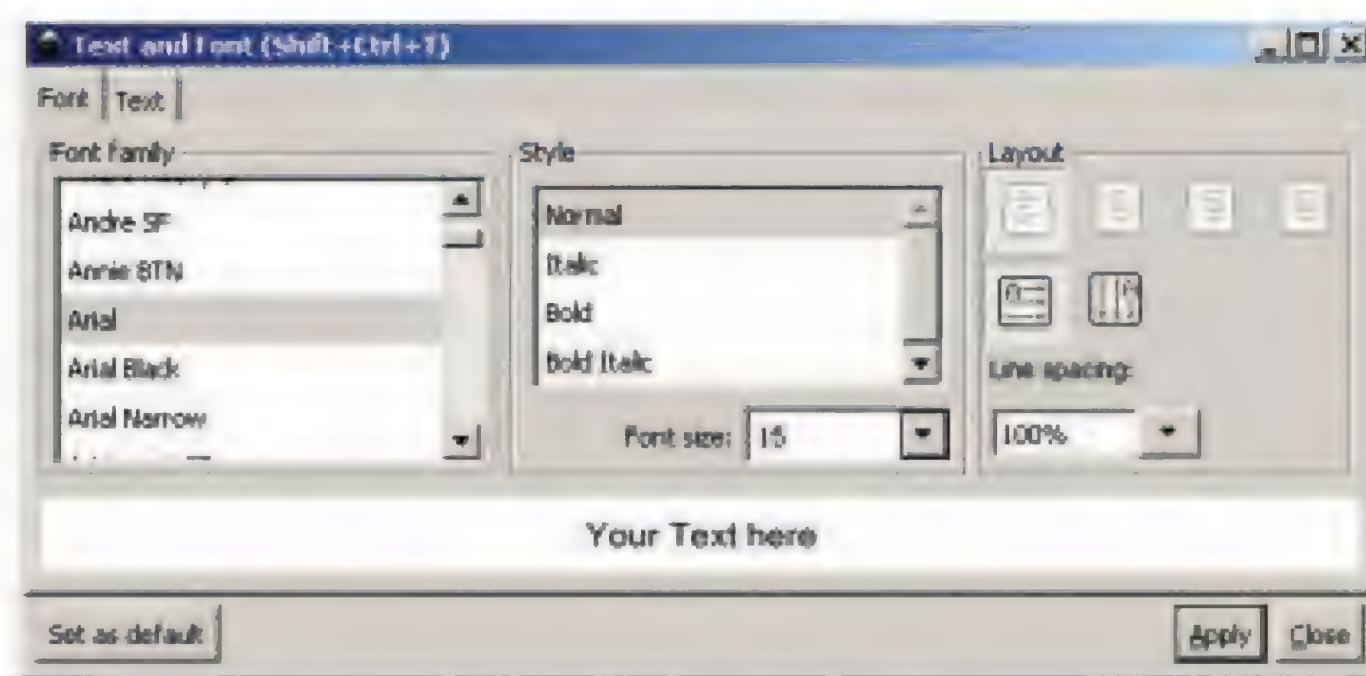 Text and Font (Shift+Ctrl+T)
Font Text
Font family
Andre SF
Annie BTN
Arial
Arial Black
Arial Narrow
Style
Normal
Italic
Bold
Bold Italic
Font size:
Layout
Line spacing:
100%
Your Text here
Set as default
Apply Close